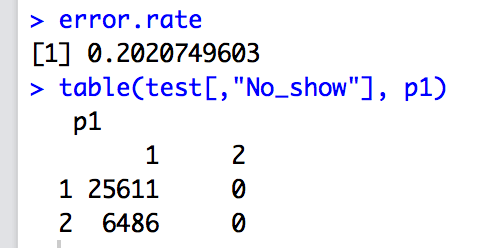 > error.rate
[1] 0.2020749603
> table(test[,"No_show"], p1)
p1
1 2
1 25611 0
2 6486 0